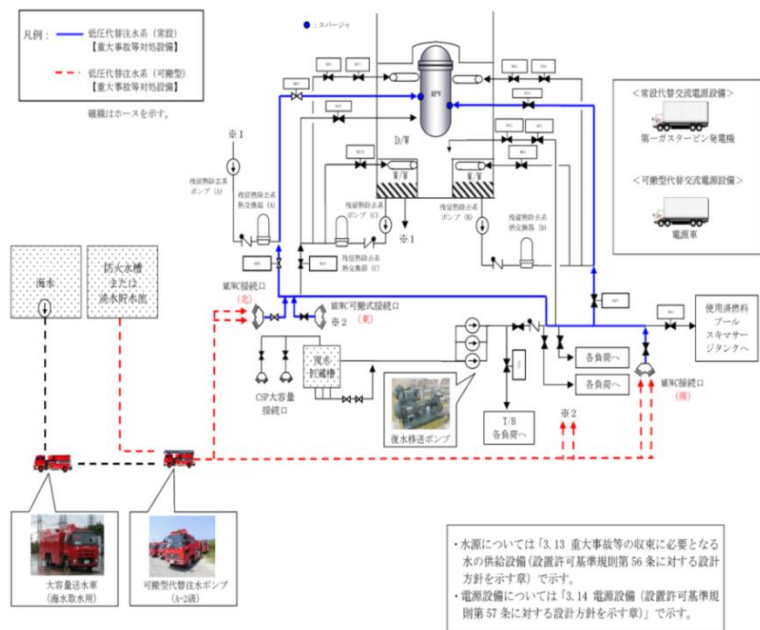 ●：スパージャ
凡例：
低圧代替注水系(常設)
【重大事故等対処設備】
低圧代替注水系(可搬型)
【重大事故等対処設備】
破線はホースを示す。
RPV
D/W
W/W
W/W
※1
※1
残留熱除去系
ポンプ(A)
残留熱除去系
熱交換器(A)
残留熱除去系
ポンプ(C)
残留熱除去系
ポンプ(B)
残留熱除去系
熱交換器(B)
＜常設代替交流電源設備＞
第一ガスタービン発電機
＜可搬型代替交流電源設備＞
電源車
海水
防火水槽
または
淡水貯水池
MUWC接続口
(北)
MUWC可搬式接続口
※2
(東)
復水
貯蔵槽
CSP大容量
接続口
復水移送ポンプ
T/B
各負荷へ
各負荷へ
各負荷へ
使用済燃料
プール
スキマサー
ジタンクへ
MUWC接続口
(南)
※2
大容量送水車
(海水取水用)
可搬型代替注水ポンプ
(A-2級)
・水源については「3.13 重大事故等の収束に必要となる
水の供給設備(設置許可基準規則第56条に対する設計
方針を示す章)で示す。
・電源設備については「3.14 電源設備(設置許可基準規
則第57条に対する設計方針を示す章)」で示す。